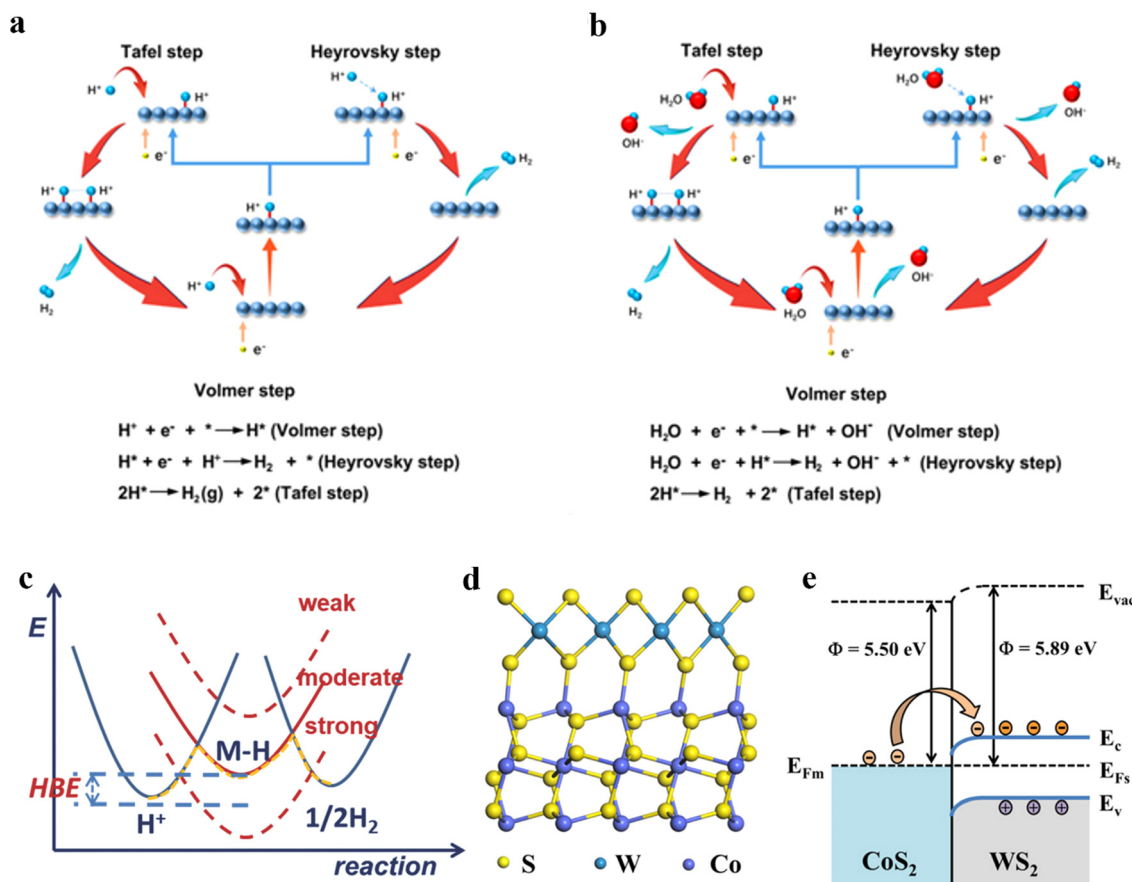 a
Tafel step
Heyrovsky step
H⁺
H⁺
H⁺
H⁺
e⁻
e⁻
H⁺
H⁺
H₂
H⁺
H⁺
H₂
e⁻
Volmer step
H⁺ + e⁻ + * → H* (Volmer step)
H* + e⁻ + H⁺ → H₂ + * (Heyrovsky step)
2H* → H₂(g) + 2* (Tafel step)
b
Tafel step
Heyrovsky step
H₂O
H⁺
H₂O
H⁺
OH⁻
OH⁻
e⁻
e⁻
H⁺
H⁺
H₂
H⁺
OH⁻
H₂O
H₂
e⁻
Volmer step
H₂O + e⁻ + * → H* + OH⁻ (Volmer step)
H₂O + e⁻ + H* → H₂ + OH⁻ + * (Heyrovsky step)
2H* → H₂ + 2* (Tafel step)
c
E
weak
moderate
strong
M-H
HBE
H⁺
1/2H₂
reaction
d
S
W
Co
e
E_vac
Φ = 5.50 eV
Φ = 5.89 eV
E_c
E_Fm
E_Fs
E_v
CoS₂
WS₂